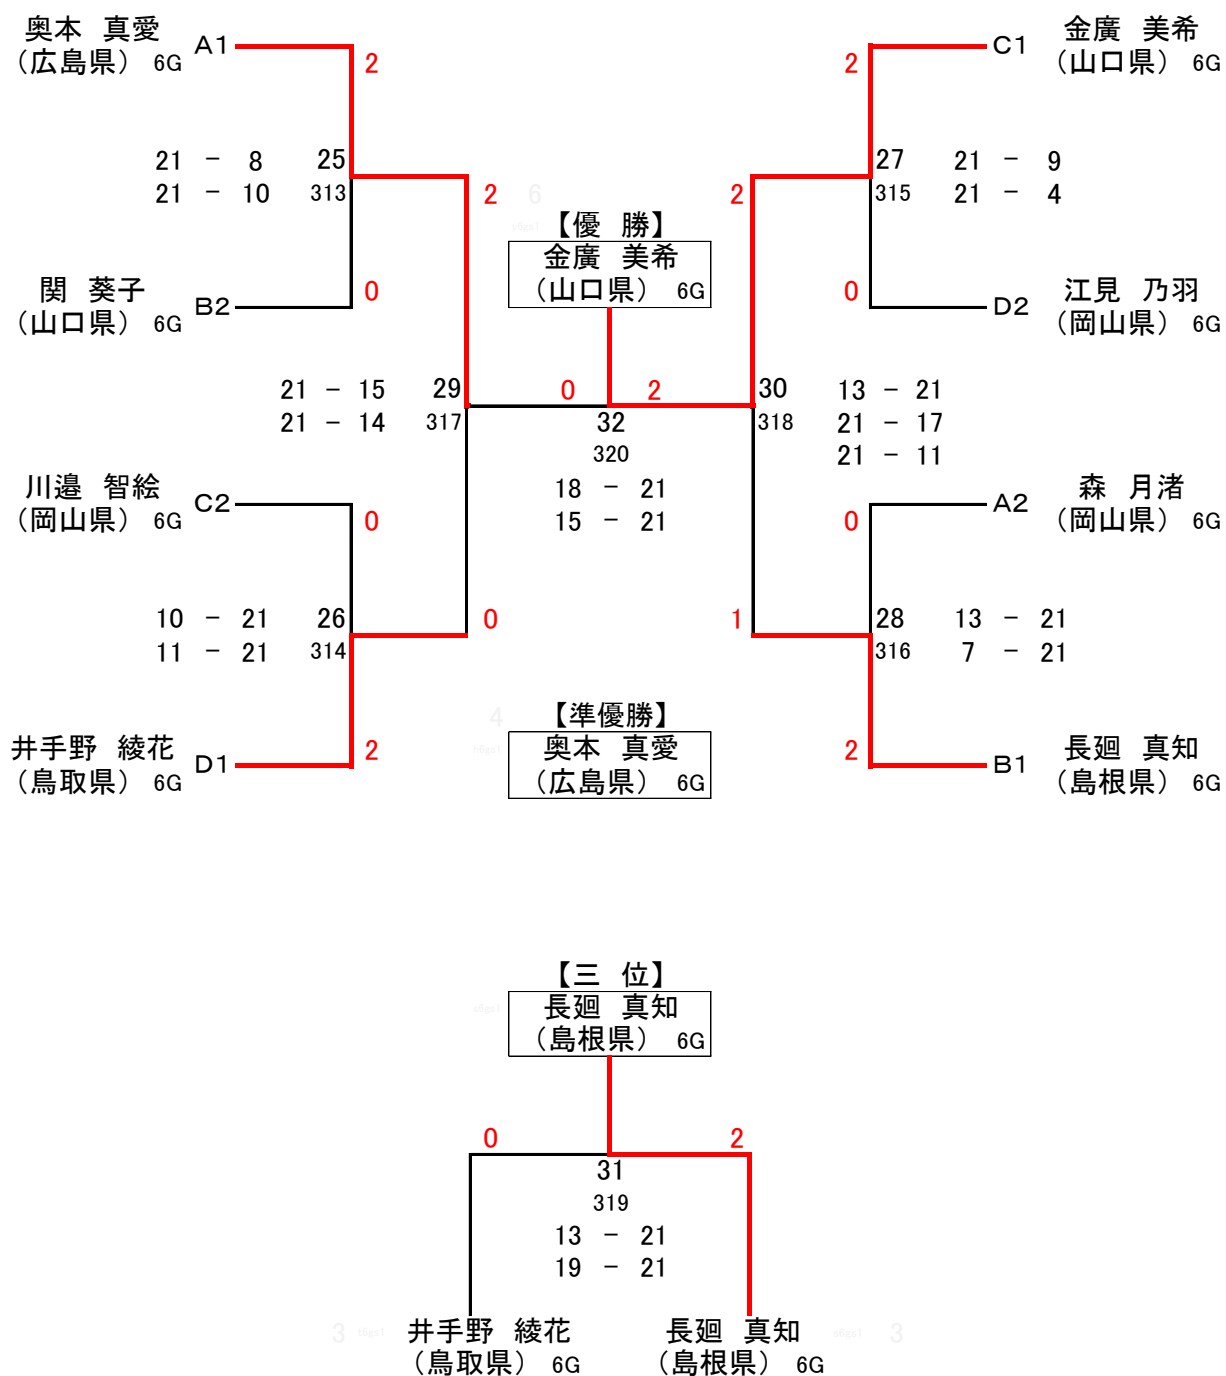 奥本 真愛
（広島県） 6G
A1
2
21 - 8 25
21 - 10 313
関 葵子
（山口県） 6G
B2
0
2
21 - 15 29
21 - 14 317
川邉 智絵
（岡山県） 6G
C2
0
10 - 21 26
11 - 21 314
0
井手野 綾花
（鳥取県） 6G
D1
2
6
y6gs1
【優 勝】
金廣 美希
（山口県） 6G
0 2
32
320
18 - 21
15 - 21
4
【準優勝】
奥本 真愛
（広島県） 6G
金廣 美希
（山口県） 6G
C1
2
27 21 - 9
315 21 - 4
2
0
D2
江見 乃羽
（岡山県） 6G
30 13 - 21
318 21 - 17
21 - 11
森 月渚
（岡山県） 6G
A2
0
28 13 - 21
316 7 - 21
1
2
B1
長廻 真知
（島根県） 6G
【三 位】
長廻 真知
（島根県） 6G
0 2
31
319
13 - 21
19 - 21
3
井手野 綾花
（鳥取県） 6G
長廻 真知
（島根県） 6G
3